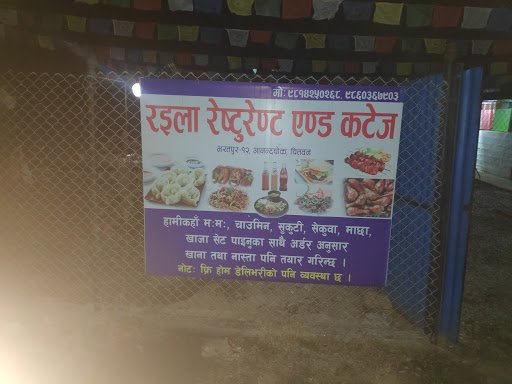 मो: ९८१४२५०२६८, ९८६०३६७९०३
रइला रेष्टुरेण्ट एण्ड कटेज
भरतपुर-१२, आनन्दचोक, चितवन
हामीकहाँ म:म:, चाउमिन, सुकुटी, सेकुवा, माछा,
खाजा सेट पाइनुका साथै अर्डर अनुसार
खाना तथा नास्ता पनि तयार गरिन्छ ।
नोट: फ्रि होम डेलिभरीको पनि व्यवस्था छ ।